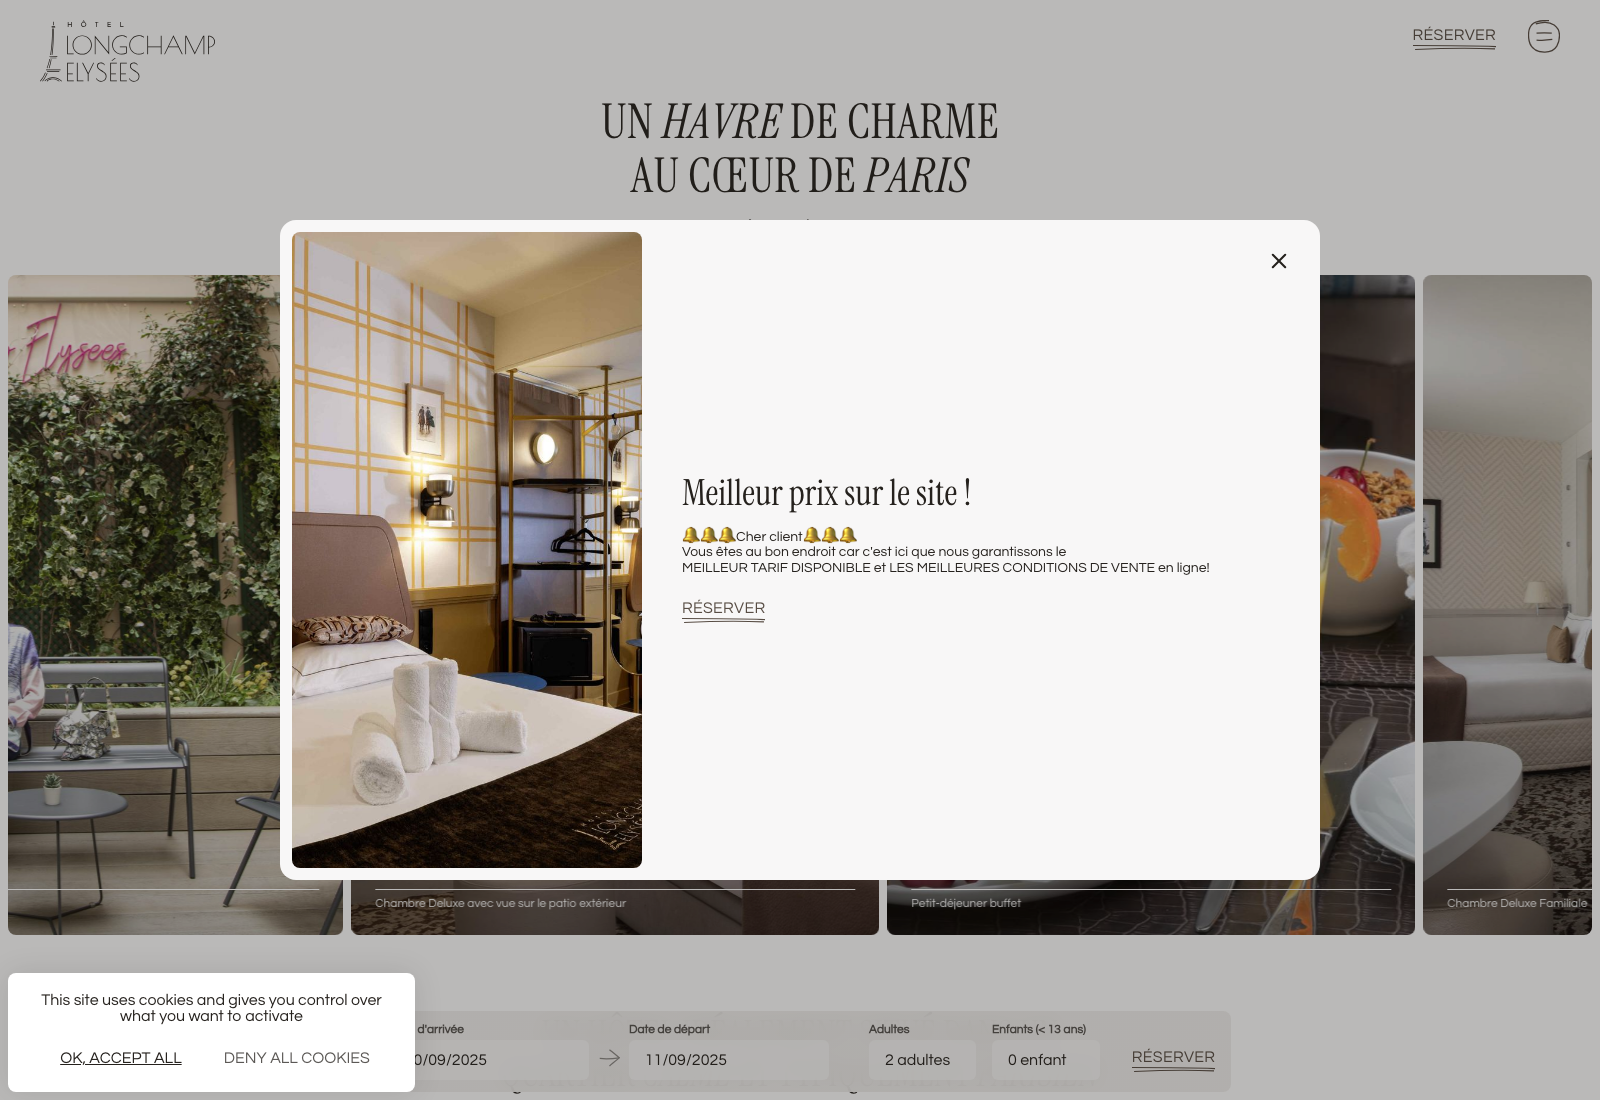 HÔTEL
LONGCHAMP
ELYSÉES
RÉSERVER
UN HAVRE DE CHARME
AU CŒUR DE PARIS
Elysees
Meilleur prix sur le site !
🔔🔔🔔Cher client🔔🔔🔔
Vous êtes au bon endroit car c'est ici que nous garantissons le
MEILLEUR TARIF DISPONIBLE et LES MEILLEURES CONDITIONS DE VENTE en ligne!
RÉSERVER
Chambre Deluxe avec vue sur le patio extérieur
Petit-déjeuner buffet
Chambre Deluxe Familiale
This site uses cookies and gives you control over
what you want to activate
OK, ACCEPT ALL
DENY ALL COOKIES
d'arrivée
0/09/2025
Date de départ
11/09/2025
Adultes
2 adultes
Enfants (< 13 ans)
0 enfant
RÉSERVER